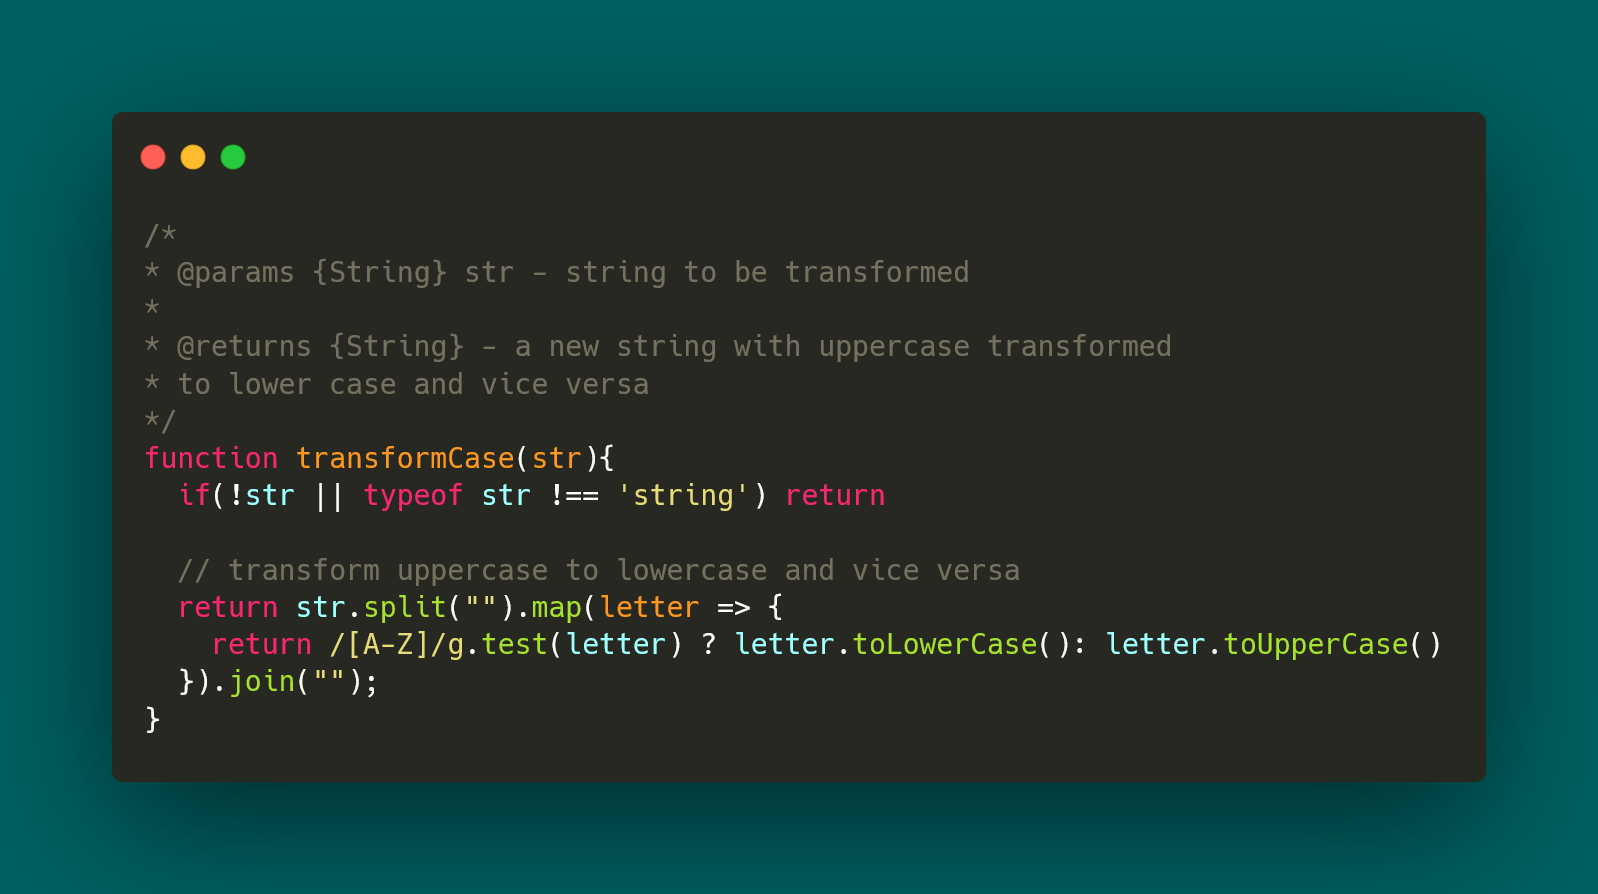 /*
* @params {String} str - string to be transformed
*
* @returns {String} - a new string with uppercase transformed
* to lower case and vice versa
*/
function transformCase(str){
  if(!str || typeof str !== 'string') return

  // transform uppercase to lowercase and vice versa
  return str.split("").map(letter => {
    return /[A-Z]/g.test(letter) ? letter.toLowerCase(): letter.toUpperCase()
  }).join("");
}